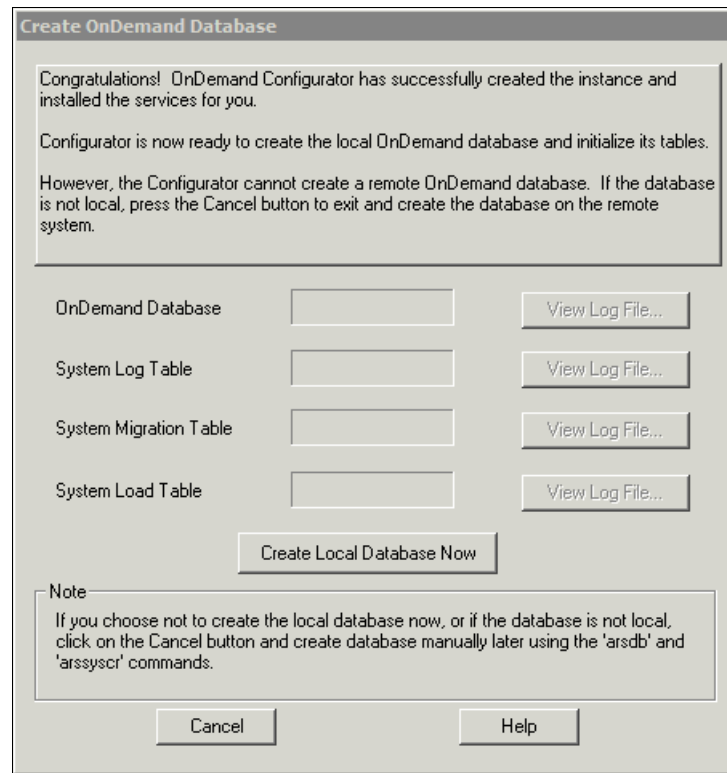 Create OnDemand Database
Congratulations!  OnDemand Configurator has successfully created the instance and
installed the services for you.
Configurator is now ready to create the local OnDemand database and initialize its tables.
However, the Configurator cannot create a remote OnDemand database.  If the database
is not local, press the Cancel button to exit and create the database on the remote
system.
OnDemand Database
View Log File...
System Log Table
View Log File...
System Migration Table
View Log File...
System Load Table
View Log File...
Create Local Database Now
Note
If you choose not to create the local database now, or if the database is not local,
click on the Cancel button and create database manually later using the 'arsdb' and
'arssyscr' commands.
Cancel
Help